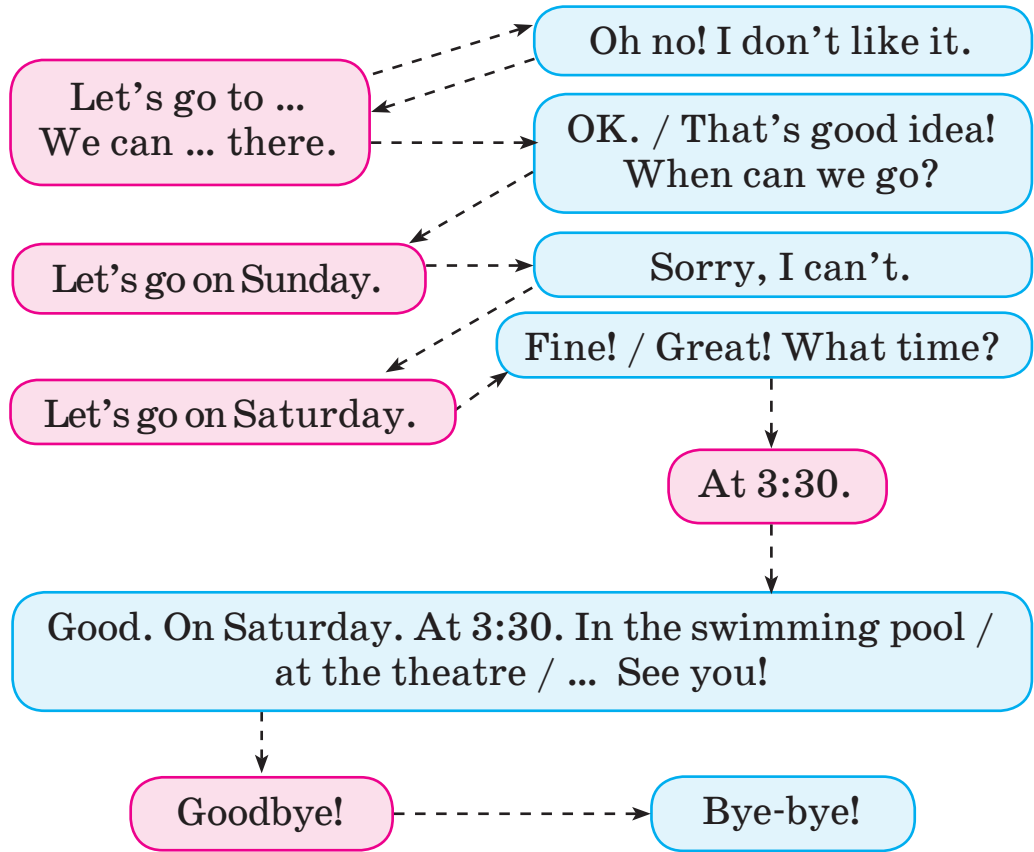 Oh no! I don't like it.
Let's go to ...
We can ... there.
OK. / That's good idea!
When can we go?
Let's go on Sunday.
Sorry, I can't.
Fine! / Great! What time?
Let's go on Saturday.
At 3:30.
Good. On Saturday. At 3:30. In the swimming pool /
at the theatre / ... See you!
Goodbye!
Bye-bye!